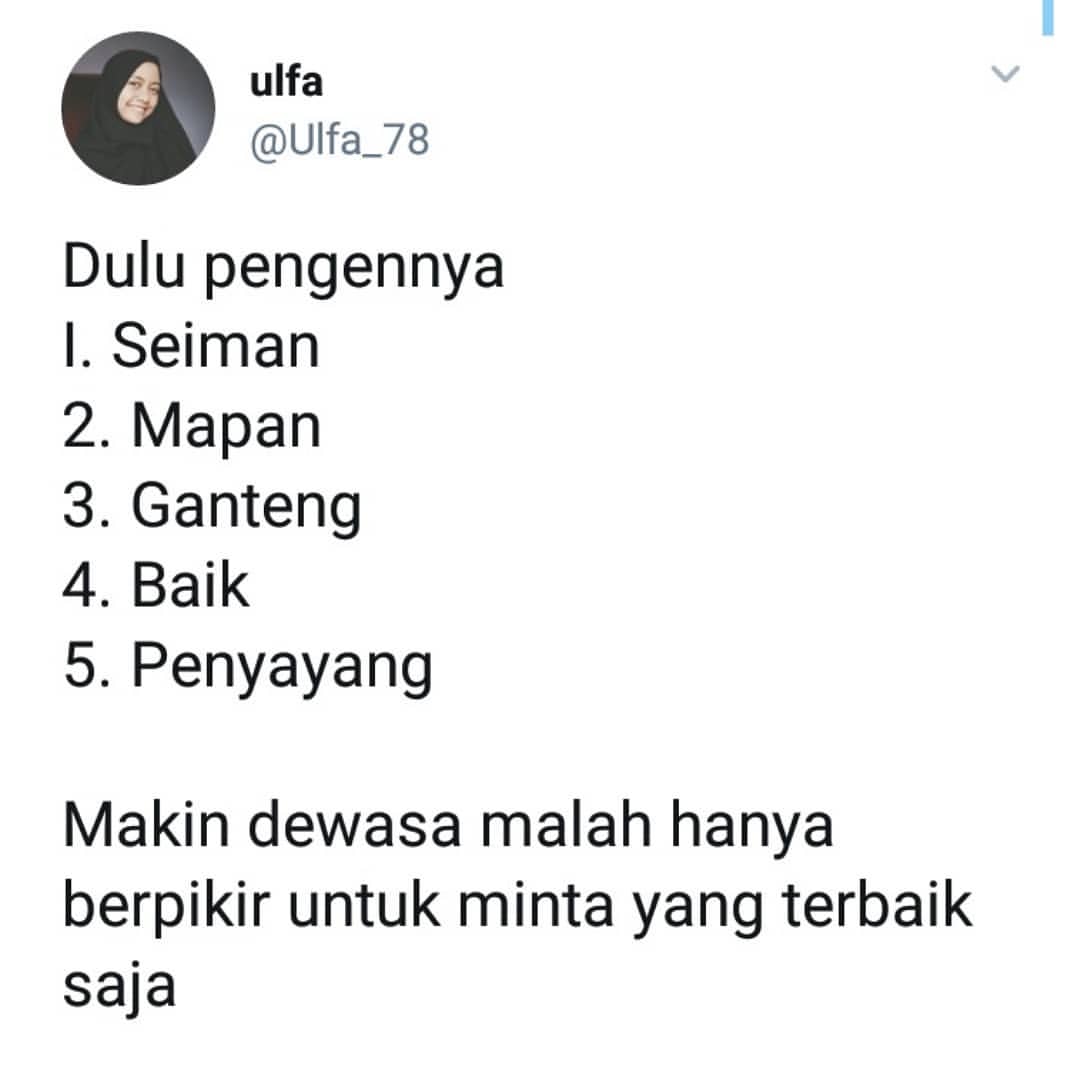 ulfa
@Ulfa_78
Dulu pengennya
I. Seiman
2. Mapan
3. Ganteng
4. Baik
5. Penyayang
Makin dewasa malah hanya
berpikir untuk minta yang terbaik
saja